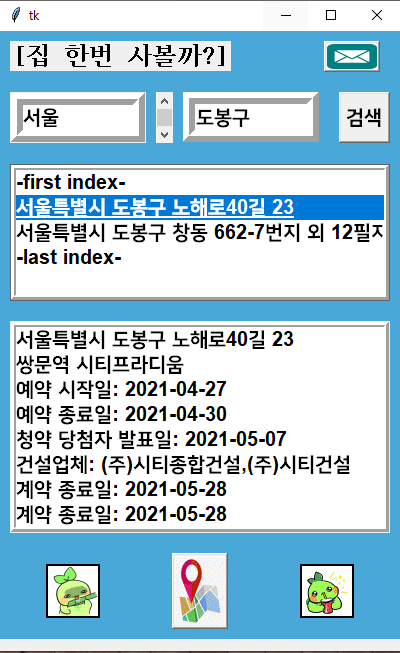 tk
[집 한번 사볼까?]
서울
도봉구
검색
-first index-
서울특별시 도봉구 노해로40길 23
서울특별시 도봉구 창동 662-7번지 외 12필지
-last index-
서울특별시 도봉구 노해로40길 23
쌍문역 시티프라디움
예약 시작일: 2021-04-27
예약 종료일: 2021-04-30
청약 당첨자 발표일: 2021-05-07
건설업체: (주)시티종합건설,(주)시티건설
계약 종료일: 2021-05-28
계약 종료일: 2021-05-28